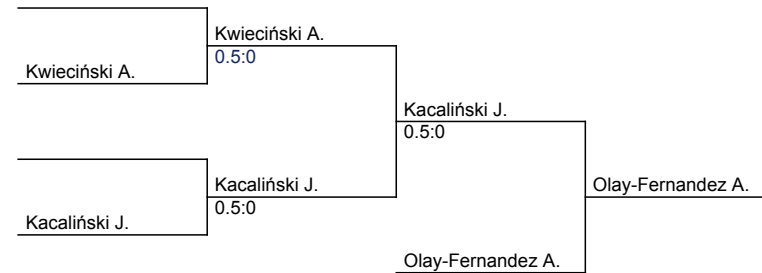 Kwieciński A.
0.5:0
Kwieciński A.
Kacaliński J.
0.5:0
Kacaliński J.
Olay-Fernandez A.
0.5:0
Kacaliński J.
Olay-Fernandez A.